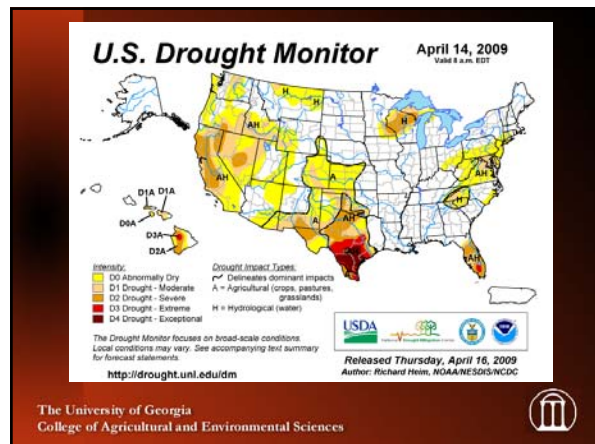 U.S. Drought Monitor
April 14, 2009
Valid 8 a.m. EDT
H
AH
H
A
AH
AH
H
A
AH
AH
D1A
D1A
D0A
D3A
D2A
Intensity:
D0 Abnormally Dry
D1 Drought - Moderate
D2 Drought - Severe
D3 Drought - Extreme
D4 Drought - Exceptional
Drought Impact Types:
Delineates dominant impacts
A = Agricultural (crops, pastures,
grasslands)
H = Hydrological (water)
The Drought Monitor focuses on broad-scale conditions.
Local conditions may vary. See accompanying text summary
for forecast statements.
http://drought.unl.edu/dm
USDA
Released Thursday, April 16, 2009
Author: Richard Heim, NOAA/NESDIS/NCDC
The University of Georgia
College of Agricultural and Environmental Sciences